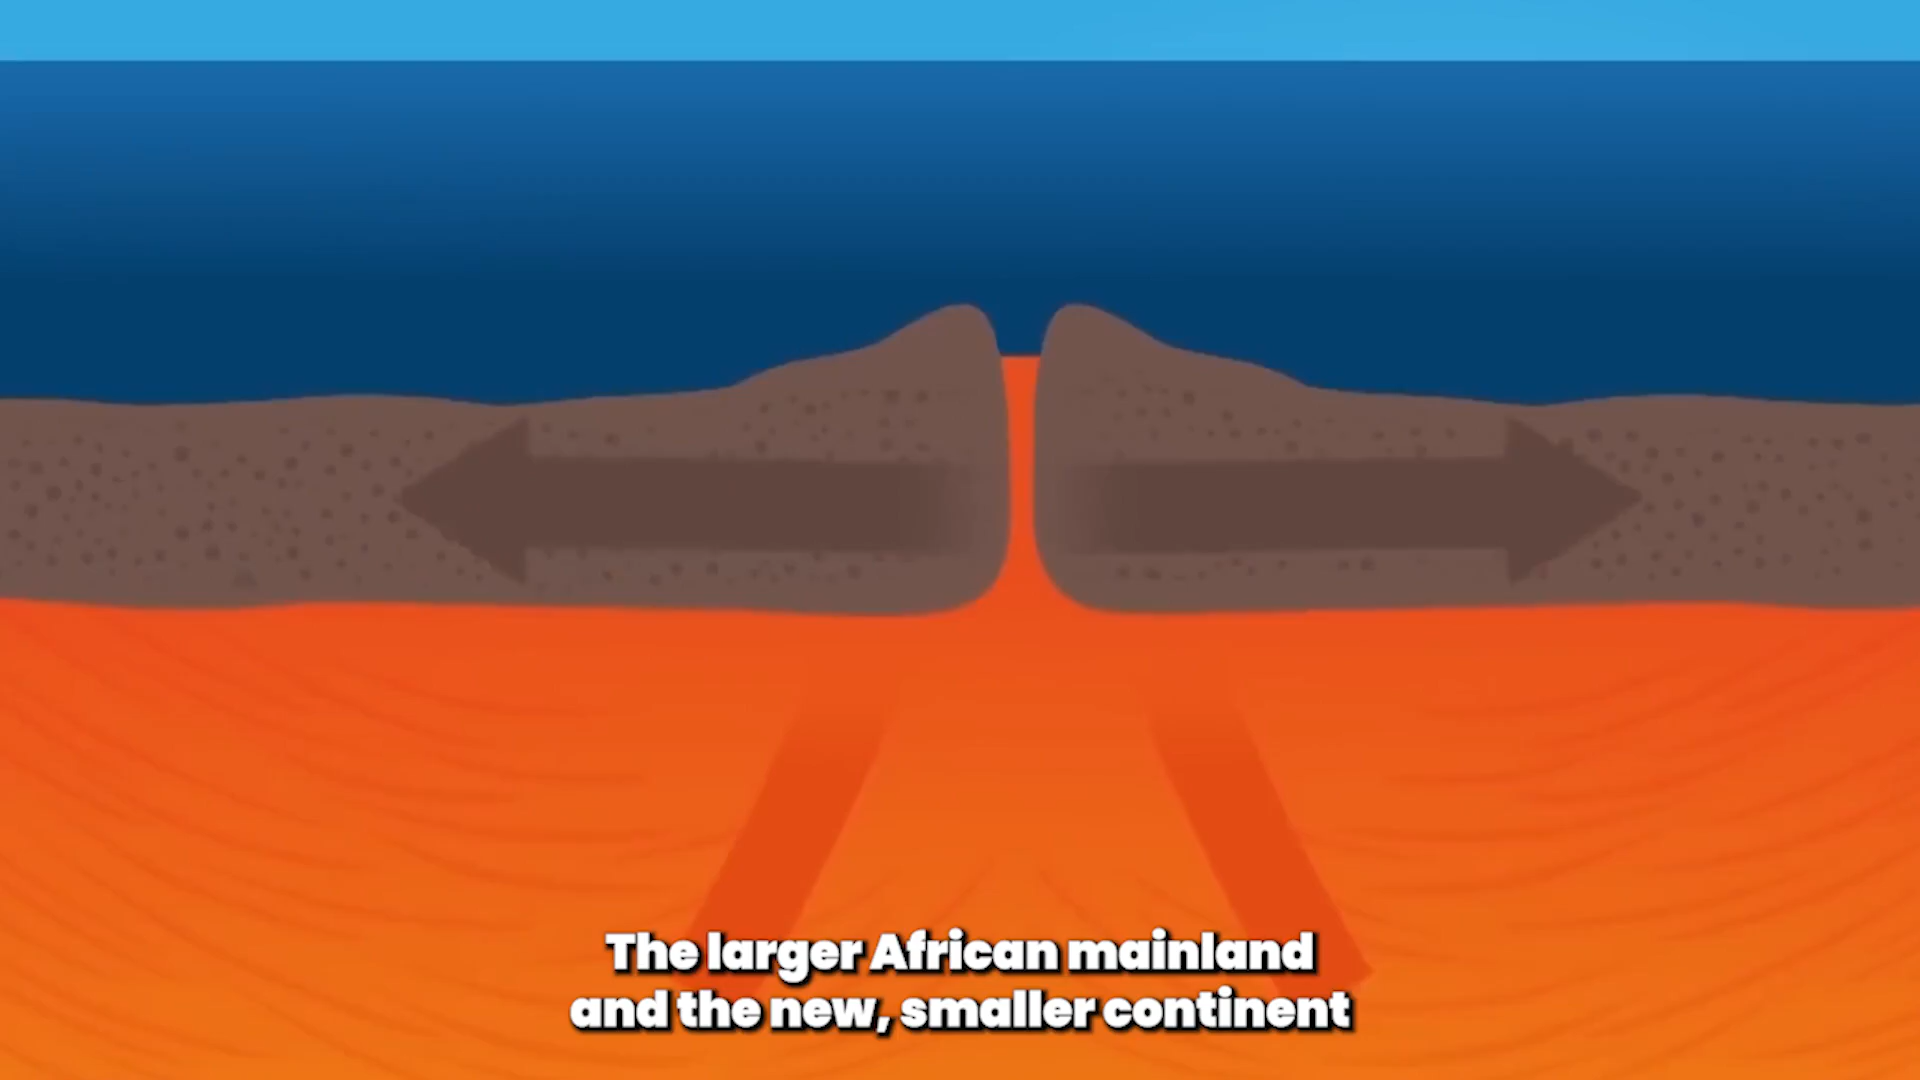 The larger African mainland
and the new, smaller continent